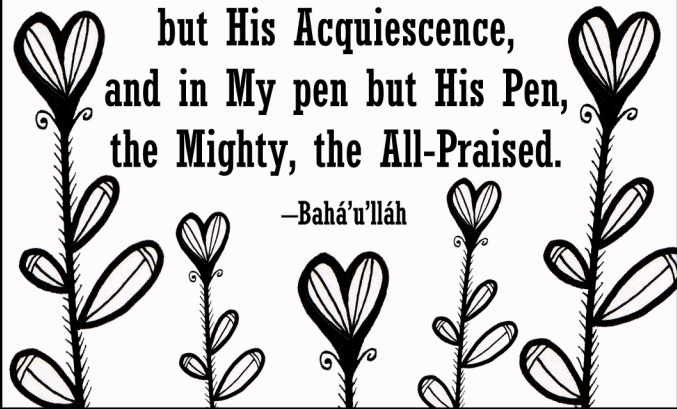 but His Acquiescence,
and in My pen but His Pen,
the Mighty, the All-Praised.
—Bahá’u’lláh